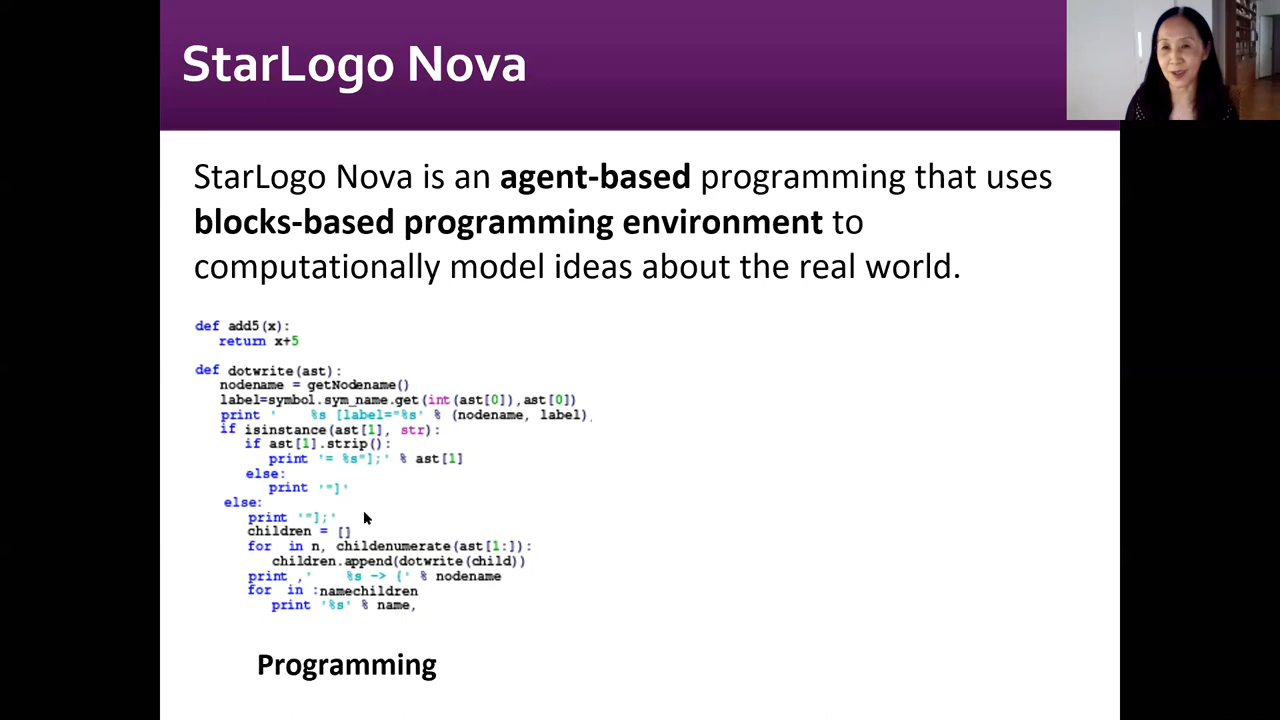 StarLogo Nova
StarLogo Nova is an agent-based programming that uses
blocks-based programming environment to
computationally model ideas about the real world.
def add5(x):
return x+5
def dotwrite(ast):
nodename = getNodename()
label=symbol.sym_name.get(int(ast[0]),ast[0])
print '    %s [label="%s' % (nodename, label),
if isinstance(ast[1], str):
if ast[1].strip():
print '= %s"];' % ast[1]
else:
print '"]'
else:
print '"];'
children = []
for  in n, childenumerate(ast[1:]):
children.append(dotwrite(child))
print ,'    %s -> {' % nodename
for  in :namechildren
print '%s' % name,
Programming